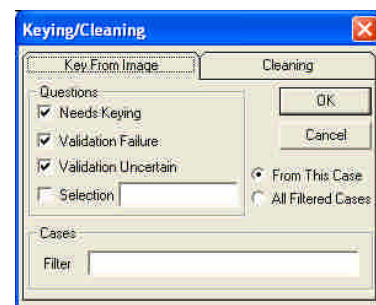 Keying/Cleaning
Key From Image Cleaning
Questions
Needs Keying
Validation Failure
Validation Uncertain
Selection
OK
Cancel
From This Case
All Filtered Cases
Cases
Filter